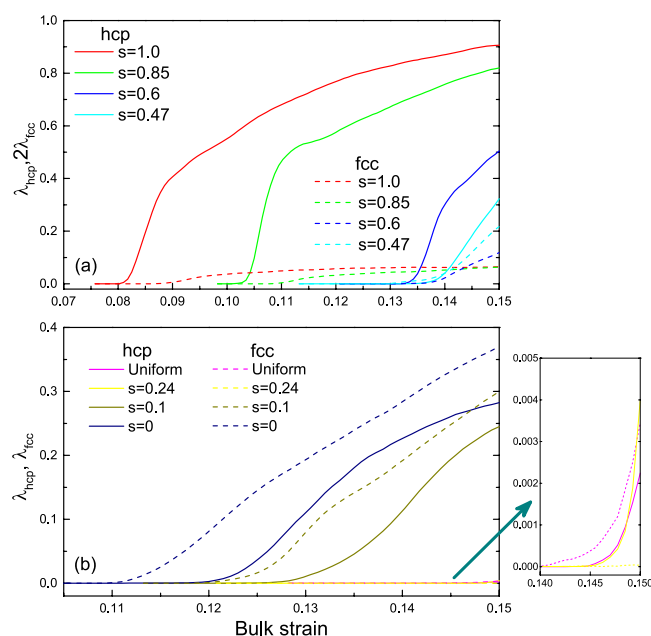 1.0
0.8
0.6
0.4
0.2
0.0
λhcp,2λfcc
hcp
s=1.0
s=0.85
s=0.6
s=0.47
fcc
s=1.0
s=0.85
s=0.6
s=0.47
(a)
0.07 0.08 0.09 0.10 0.11 0.12 0.13 0.14 0.15
0.4
0.3
0.2
0.1
0.0
λhcp, λfcc
hcp
Uniform
s=0.24
s=0.1
s=0
fcc
Uniform
s=0.24
s=0.1
s=0
(b)
0.11 0.12 0.13 0.14 0.15
Bulk strain
0.005
0.004
0.003
0.002
0.001
0.000
0.140 0.145 0.150